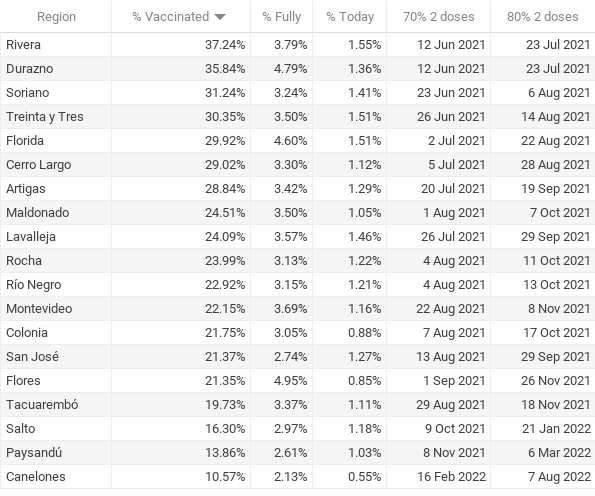 Region % Vaccinated % Fully % Today 70% 2 doses 80% 2 doses
Rivera 37.24% 3.79% 1.55% 12 Jun 2021 23 Jul 2021
Durazno 35.84% 4.79% 1.36% 12 Jun 2021 23 Jul 2021
Soriano 31.24% 3.24% 1.41% 23 Jun 2021 6 Aug 2021
Treinta y Tres 30.35% 3.50% 1.51% 26 Jun 2021 14 Aug 2021
Florida 29.92% 4.60% 1.51% 2 Jul 2021 22 Aug 2021
Cerro Largo 29.02% 3.30% 1.12% 5 Jul 2021 28 Aug 2021
Artigas 28.84% 3.42% 1.29% 20 Jul 2021 19 Sep 2021
Maldonado 24.51% 3.50% 1.05% 1 Aug 2021 7 Oct 2021
Lavalleja 24.09% 3.57% 1.46% 26 Jul 2021 29 Sep 2021
Rocha 23.99% 3.13% 1.22% 4 Aug 2021 11 Oct 2021
Río Negro 22.92% 3.15% 1.21% 4 Aug 2021 13 Oct 2021
Montevideo 22.15% 3.69% 1.16% 22 Aug 2021 8 Nov 2021
Colonia 21.75% 3.05% 0.88% 7 Aug 2021 17 Oct 2021
San José 21.37% 2.74% 1.27% 13 Aug 2021 29 Sep 2021
Flores 21.35% 4.95% 0.85% 1 Sep 2021 26 Nov 2021
Tacuarembó 19.73% 3.37% 1.11% 29 Aug 2021 18 Nov 2021
Salto 16.30% 2.97% 1.18% 9 Oct 2021 21 Jan 2022
Paysandú 13.86% 2.61% 1.03% 8 Nov 2021 6 Mar 2022
Canelones 10.57% 2.13% 0.55% 16 Feb 2022 7 Aug 2022